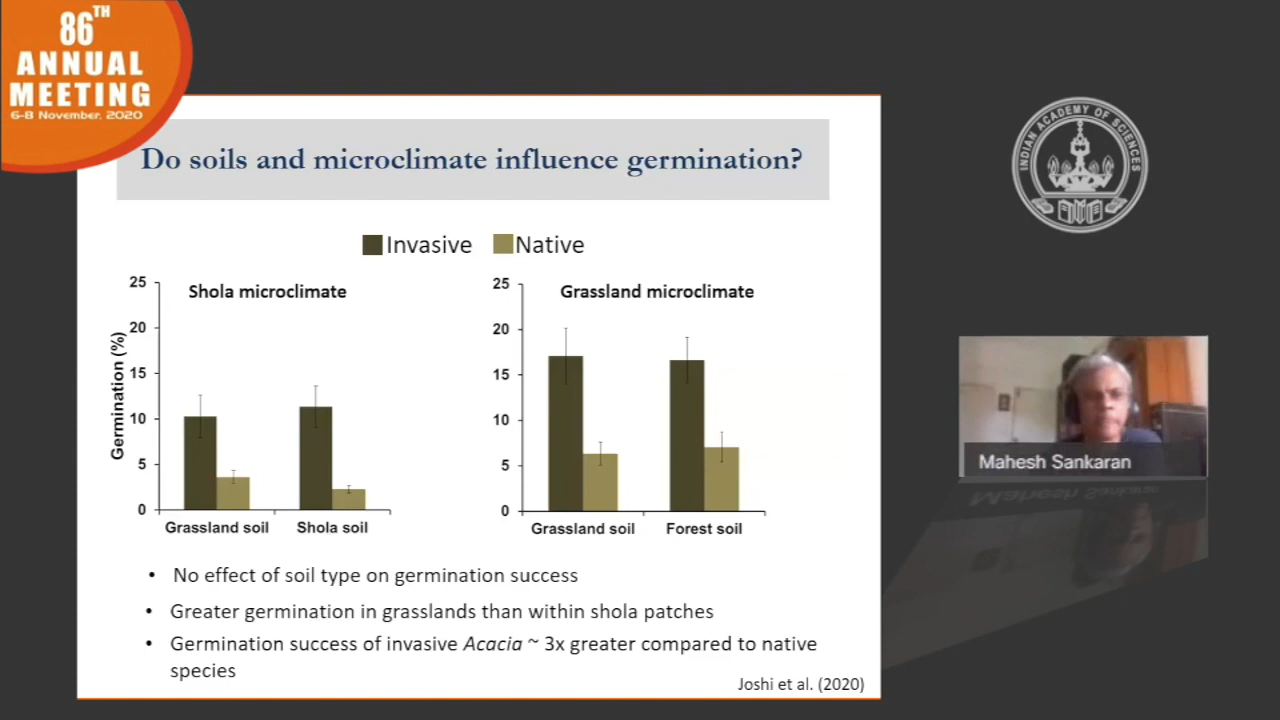 86TH
ANNUAL
MEETING
6-8 November, 2020
INDIAN ACADEMY OF SCIENCES
Do soils and microclimate influence germination?
Invasive Native
Shola microclimate
Germination (%)
25
20
15
10
5
0
Grassland soil Shola soil
Grassland microclimate
25
20
15
10
5
0
Grassland soil Forest soil
• No effect of soil type on germination success
• Greater germination in grasslands than within shola patches
• Germination success of invasive Acacia ~ 3x greater compared to native
species
Joshi et al. (2020)
Mahesh Sankaran